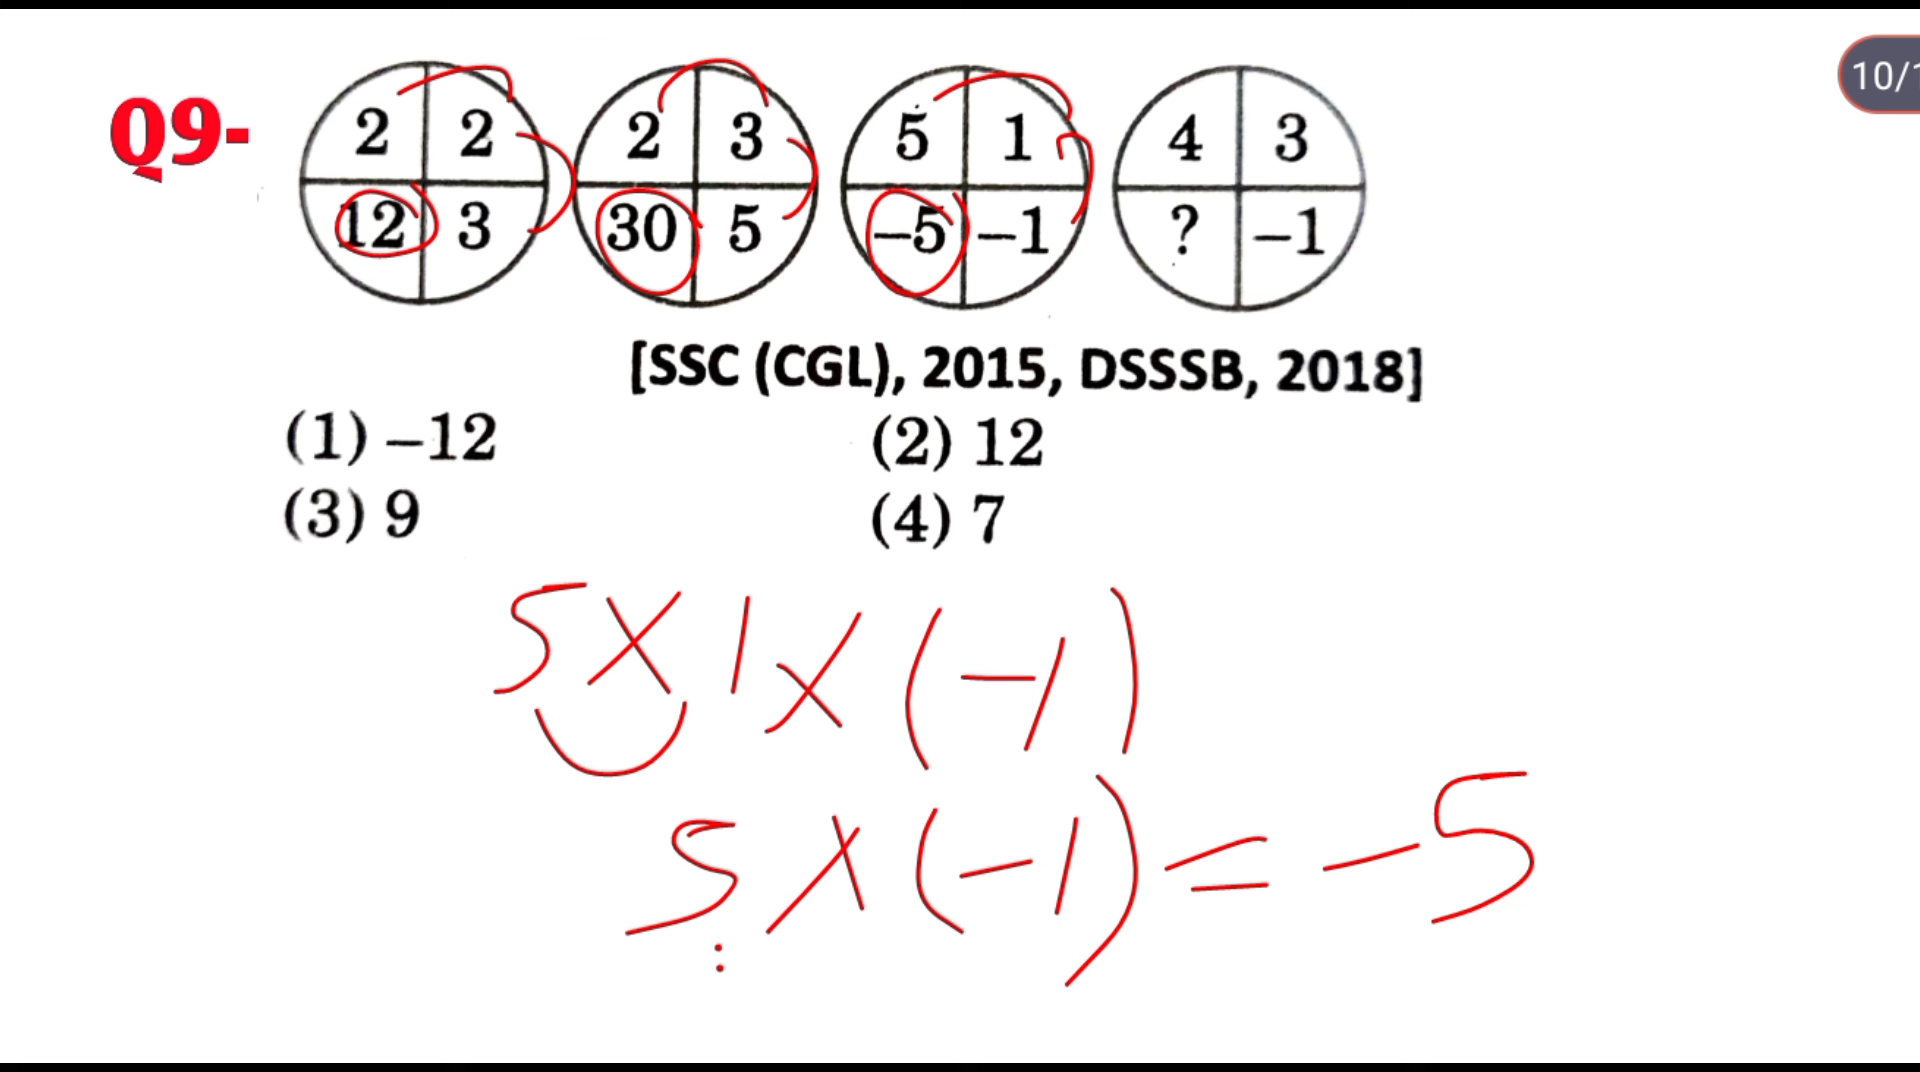 10/1
Q9-
2 2 2 3 5 1 4 3
12 3 30 5 –5 –1 ? –1
[SSC (CGL), 2015, DSSSB, 2018]
(1) –12 (2) 12
(3) 9 (4) 7
5 x 1 x (-1)
5 x (-1) = -5